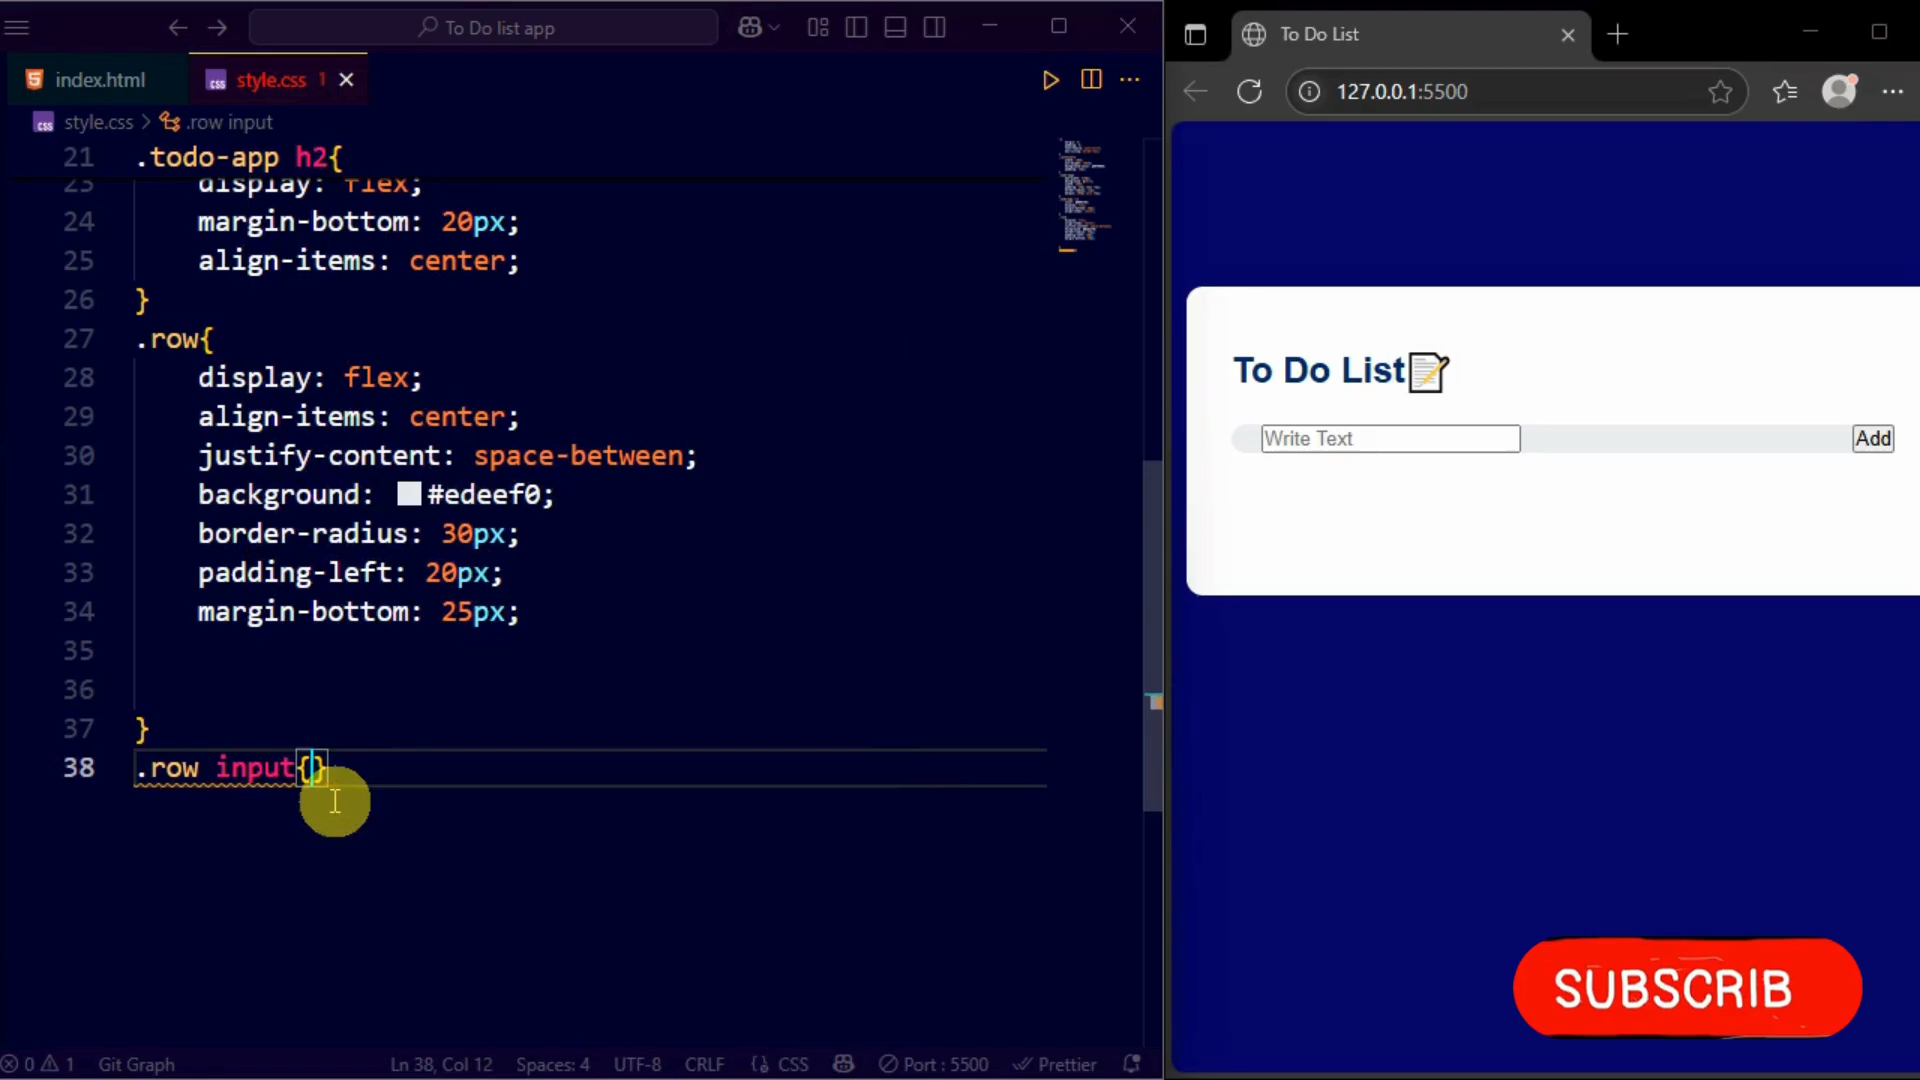 To Do list app
index.html
style.css 1
style.css > .row input
21 .todo-app h2{
23 display: flex;
24 margin-bottom: 20px;
25 align-items: center;
26 }
27 .row{
28 display: flex;
29 align-items: center;
30 justify-content: space-between;
31 background: #edeef0;
32 border-radius: 30px;
33 padding-left: 20px;
34 margin-bottom: 25px;
35
36
37 }
38 .row input{}
0 1 Git Graph Ln 38, Col 12 Spaces: 4 UTF-8 CRLF {} CSS Port : 5500 Prettier
To Do List
127.0.0.1:5500
To Do List📝
Write Text
Add
SUBSCRIB